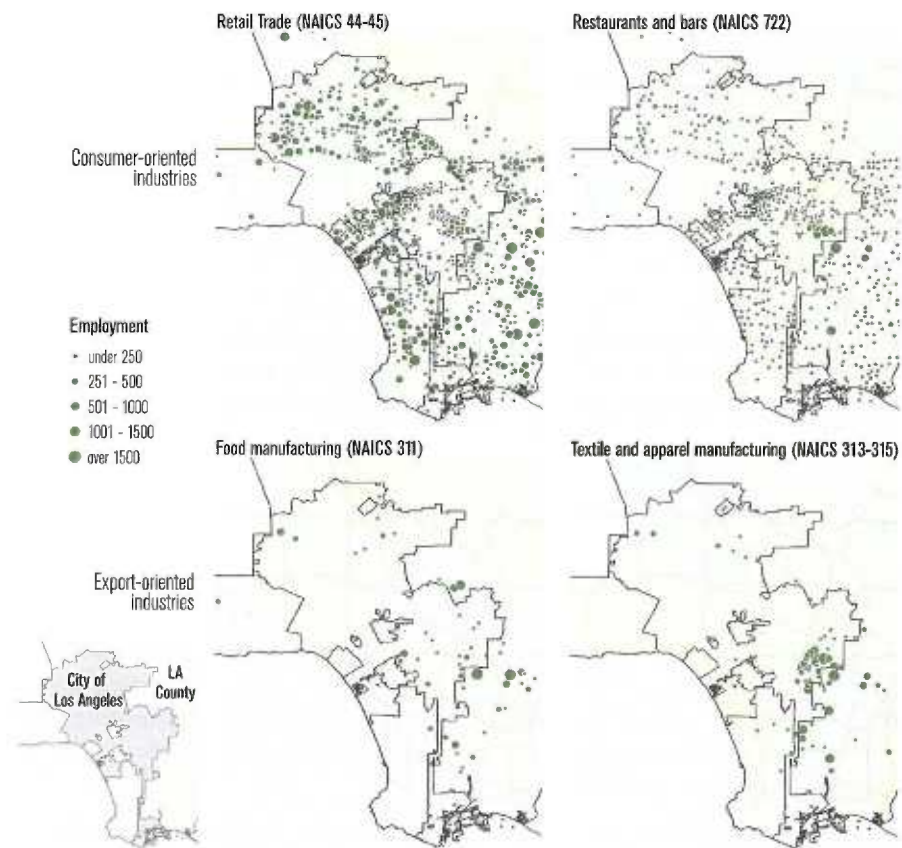 Retail Trade (NAICS 44-45)
Restaurants and bars (NAICS 722)
Consumer-oriented
industries
Employment
under 250
251 - 500
501 - 1000
1001 - 1500
over 1500
Food manufacturing (NAICS 311)
Textile and apparel manufacturing (NAICS 313-315)
Export-oriented
industries
City of
Los Angeles
LA
County